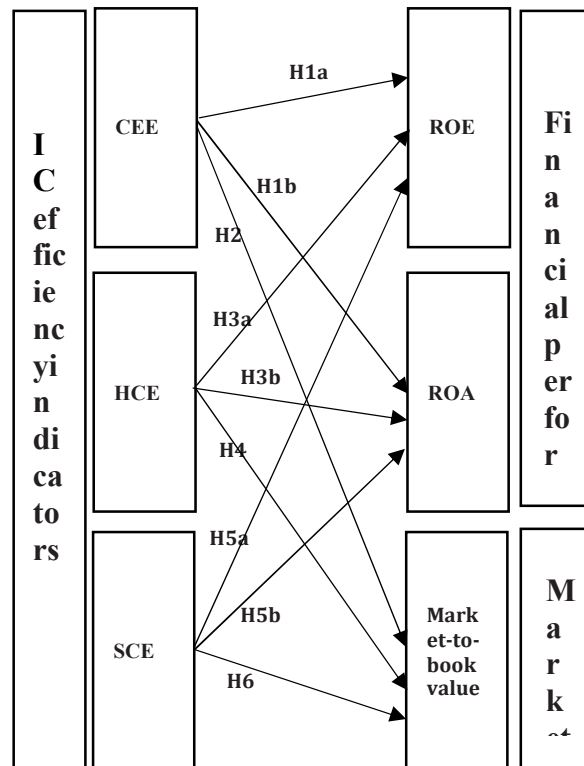 I
C
ef
fic
ie
nc
yi
n
di
ca
to
rs
CEE
HCE
SCE
H1a
H1b
H2
H3a
H3b
H4
H5a
H5b
H6
ROE
ROA
Mark
et-to-
book
value
Fi
n
a
n
ci
al
p
er
fo
r
M
a
r
k
et